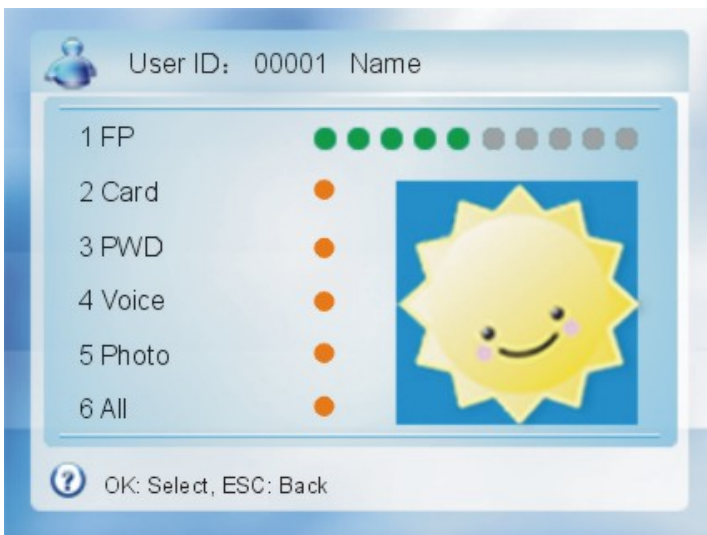 User ID： 00001 Name
1 FP
2 Card
3 PWD
4 Voice
5 Photo
6 All
? OK: Select, ESC: Back